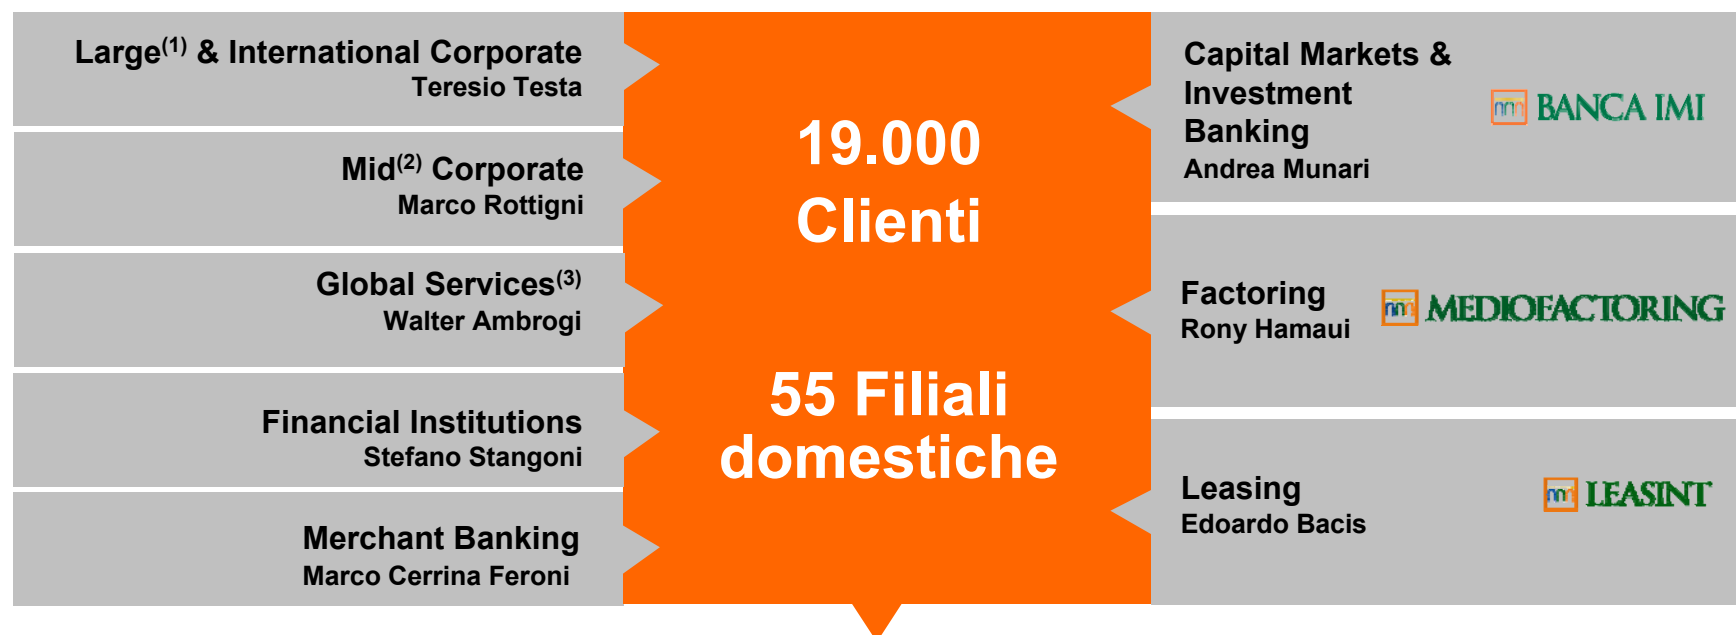 Large(1) & International Corporate
Teresio Testa
Mid(2) Corporate
Marco Rottigni
Global Services(3)
Walter Ambrogi
Financial Institutions
Stefano Stangoni
Merchant Banking
Marco Cerrina Feroni
19.000
Clienti
55 Filiali
domestiche
Capital Markets &
Investment
Banking
Andrea Munari
BANCA IMI
Factoring
Rony Hamaui
MEDIOFACTORING
Leasing
Edoardo Bacis
LEASINT